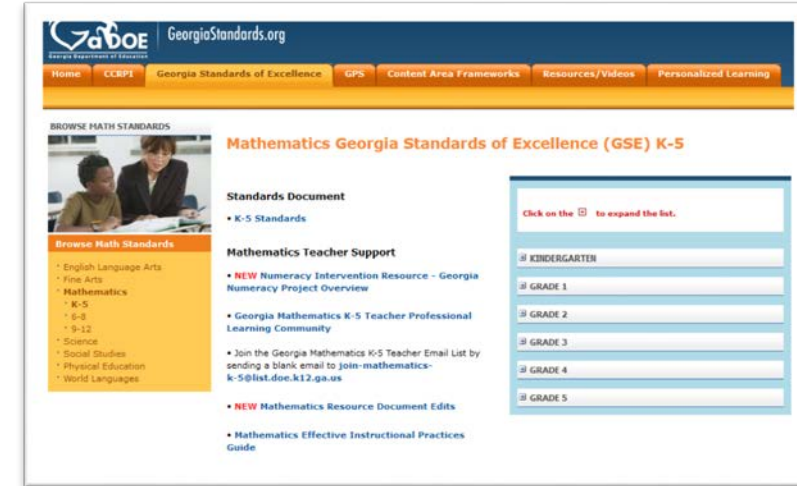 GaDOE
Georgia Department of Education
GeorgiaStandards.org
Home CCRPI Georgia Standards of Excellence GPS Content Area Frameworks Resources/Videos Personalized Learning
BROWSE MATH STANDARDS
Browse Math Standards
English Language Arts
Fine Arts
Mathematics
K-5
6-8
9-12
Science
Social Studies
Physical Education
World Languages
Mathematics Georgia Standards of Excellence (GSE) K-5
Standards Document
• K-5 Standards
Mathematics Teacher Support
• NEW Numeracy Intervention Resource - Georgia
Numeracy Project Overview
• Georgia Mathematics K-5 Teacher Professional
Learning Community
• Join the Georgia Mathematics K-5 Teacher Email List by
sending a blank email to join-mathematics-
k-5@list.doe.k12.ga.us
• NEW Mathematics Resource Document Edits
• Mathematics Effective Instructional Practices
Guide
Click on the to expand the list.
KINDERGARTEN
GRADE 1
GRADE 2
GRADE 3
GRADE 4
GRADE 5